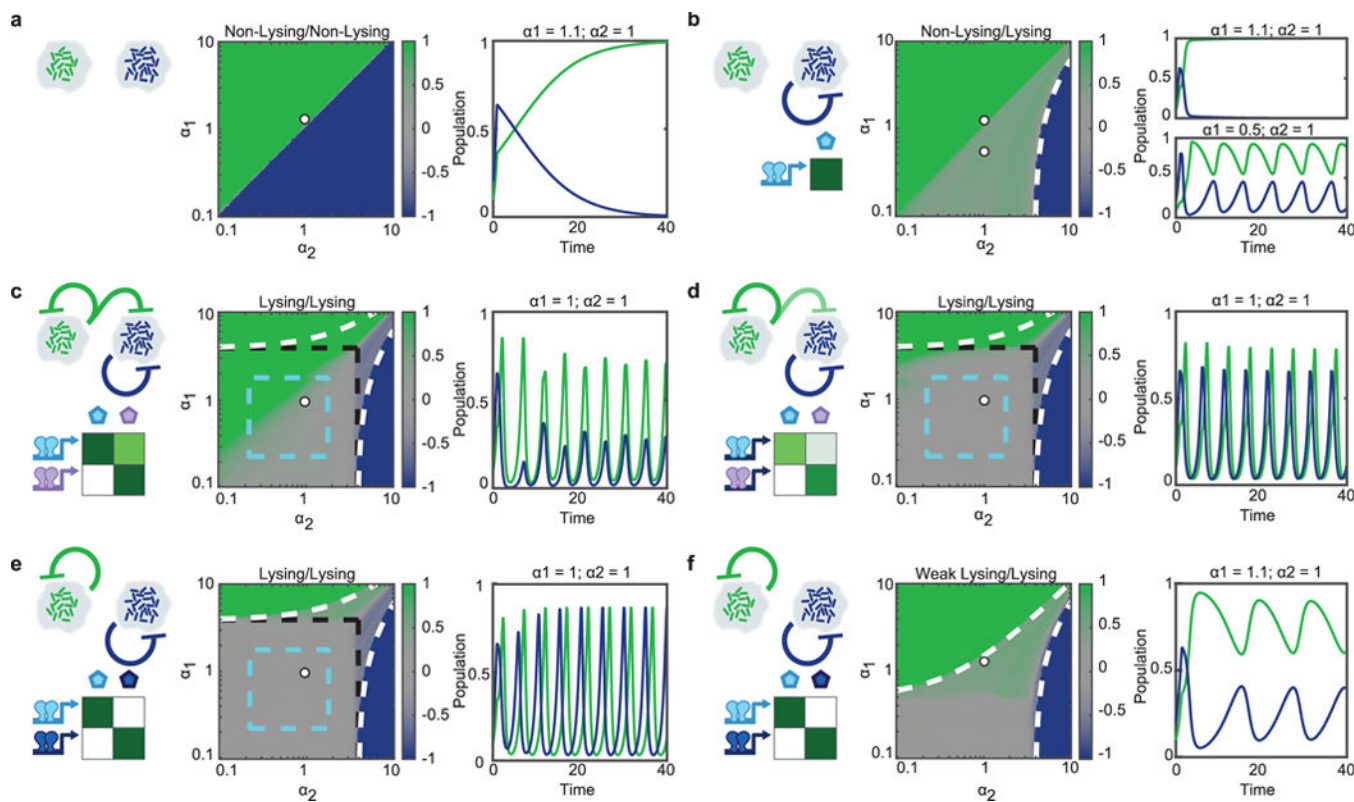 a
Non-Lysing/Non-Lysing
10
α1
1
0.1
0.1
1
10
α2
1
0.5
0
-0.5
-1
α1 = 1.1; α2 = 1
1
Population
0.5
0
0
20
40
Time
b
Non-Lysing/Lysing
10
α1
1
0.1
0.1
1
10
α2
1
0.5
0
-0.5
-1
α1 = 1.1; α2 = 1
1
0.5
0
Population
α1 = 0.5; α2 = 1
1
0.5
0
0
20
40
Time
c
Lysing/Lysing
10
α1
1
0.1
0.1
1
10
α2
1
0.5
0
-0.5
-1
α1 = 1; α2 = 1
1
Population
0.5
0
0
20
40
Time
d
Lysing/Lysing
10
α1
1
0.1
0.1
1
10
α2
1
0.5
0
-0.5
-1
α1 = 1; α2 = 1
1
Population
0.5
0
0
20
40
Time
e
Lysing/Lysing
10
α1
1
0.1
0.1
1
10
α2
1
0.5
0
-0.5
-1
α1 = 1; α2 = 1
1
Population
0.5
0
0
20
40
Time
f
Weak Lysing/Lysing
10
α1
1
0.1
0.1
1
10
α2
1
0.5
0
-0.5
-1
α1 = 1.1; α2 = 1
1
Population
0.5
0
0
20
40
Time